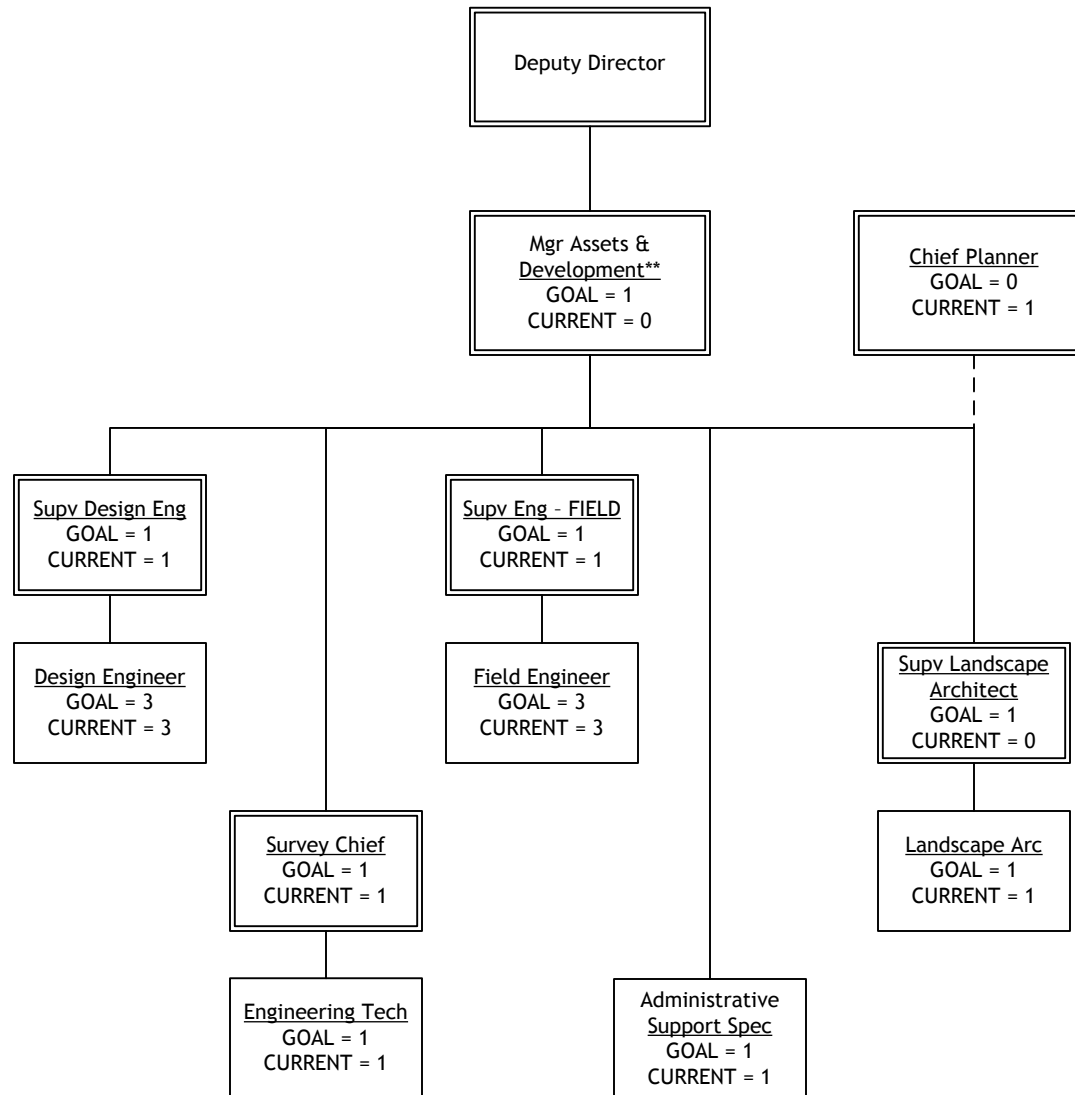 Deputy Director
Mgr Assets &
Development**
GOAL = 1
CURRENT = 0
Chief Planner
GOAL = 0
CURRENT = 1
Supv Design Eng
GOAL = 1
CURRENT = 1
Supv Eng – FIELD
GOAL = 1
CURRENT = 1
Design Engineer
GOAL = 3
CURRENT = 3
Field Engineer
GOAL = 3
CURRENT = 3
Supv Landscape
Architect
GOAL = 1
CURRENT = 0
Survey Chief
GOAL = 1
CURRENT = 1
Landscape Arc
GOAL = 1
CURRENT = 1
Engineering Tech
GOAL = 1
CURRENT = 1
Administrative
Support Spec
GOAL = 1
CURRENT = 1